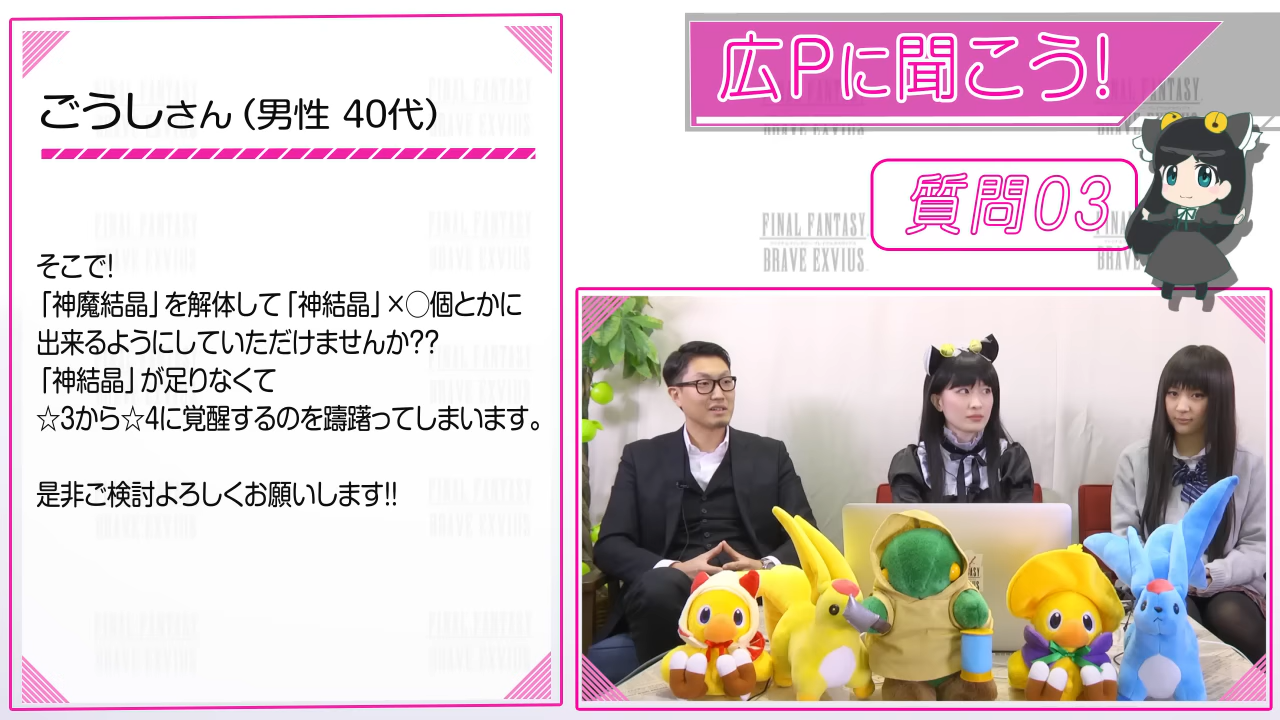 ごうしさん（男性 40代）
そこで!
「神魔結晶」を解体して「神結晶」×◯個とかに
出来るようにしていただけませんか??
「神結晶」が足りなくて
☆3から☆4に覚醒するのを躊躇ってしまいます。
是非ご検討よろしくお願いします!!
広Pに聞こう!
質問03
FINAL FANTASY
BRAVE EXVIUS